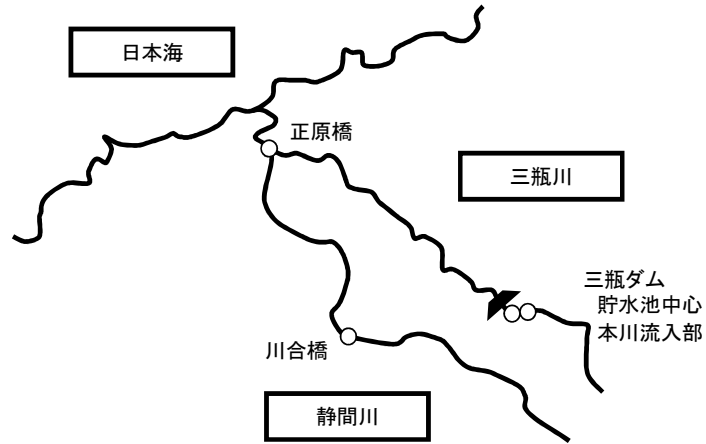 日本海
正原橋
三瓶川
三瓶ダム
貯水池中心
本川流入部
川合橋
静間川